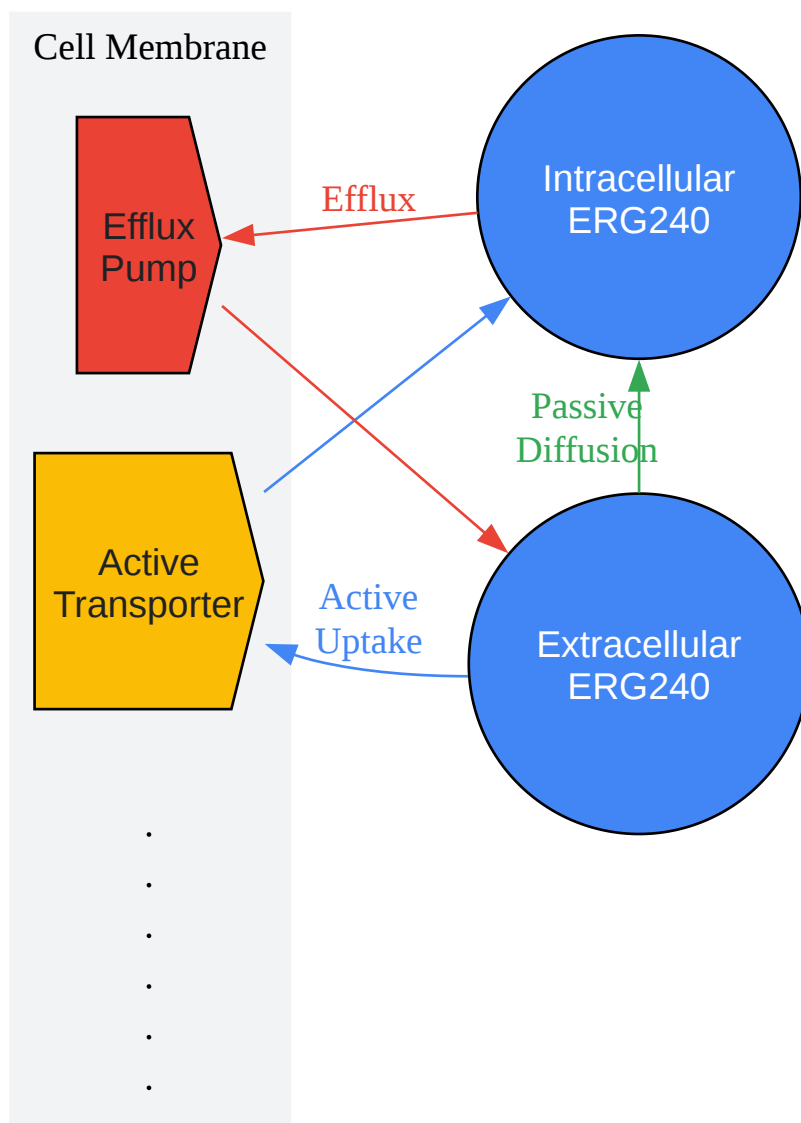 Cell Membrane
Efflux
Pump
Efflux
Intracellular
ERG240
Passive
Diffusion
Active
Transporter
Active
Uptake
Extracellular
ERG240